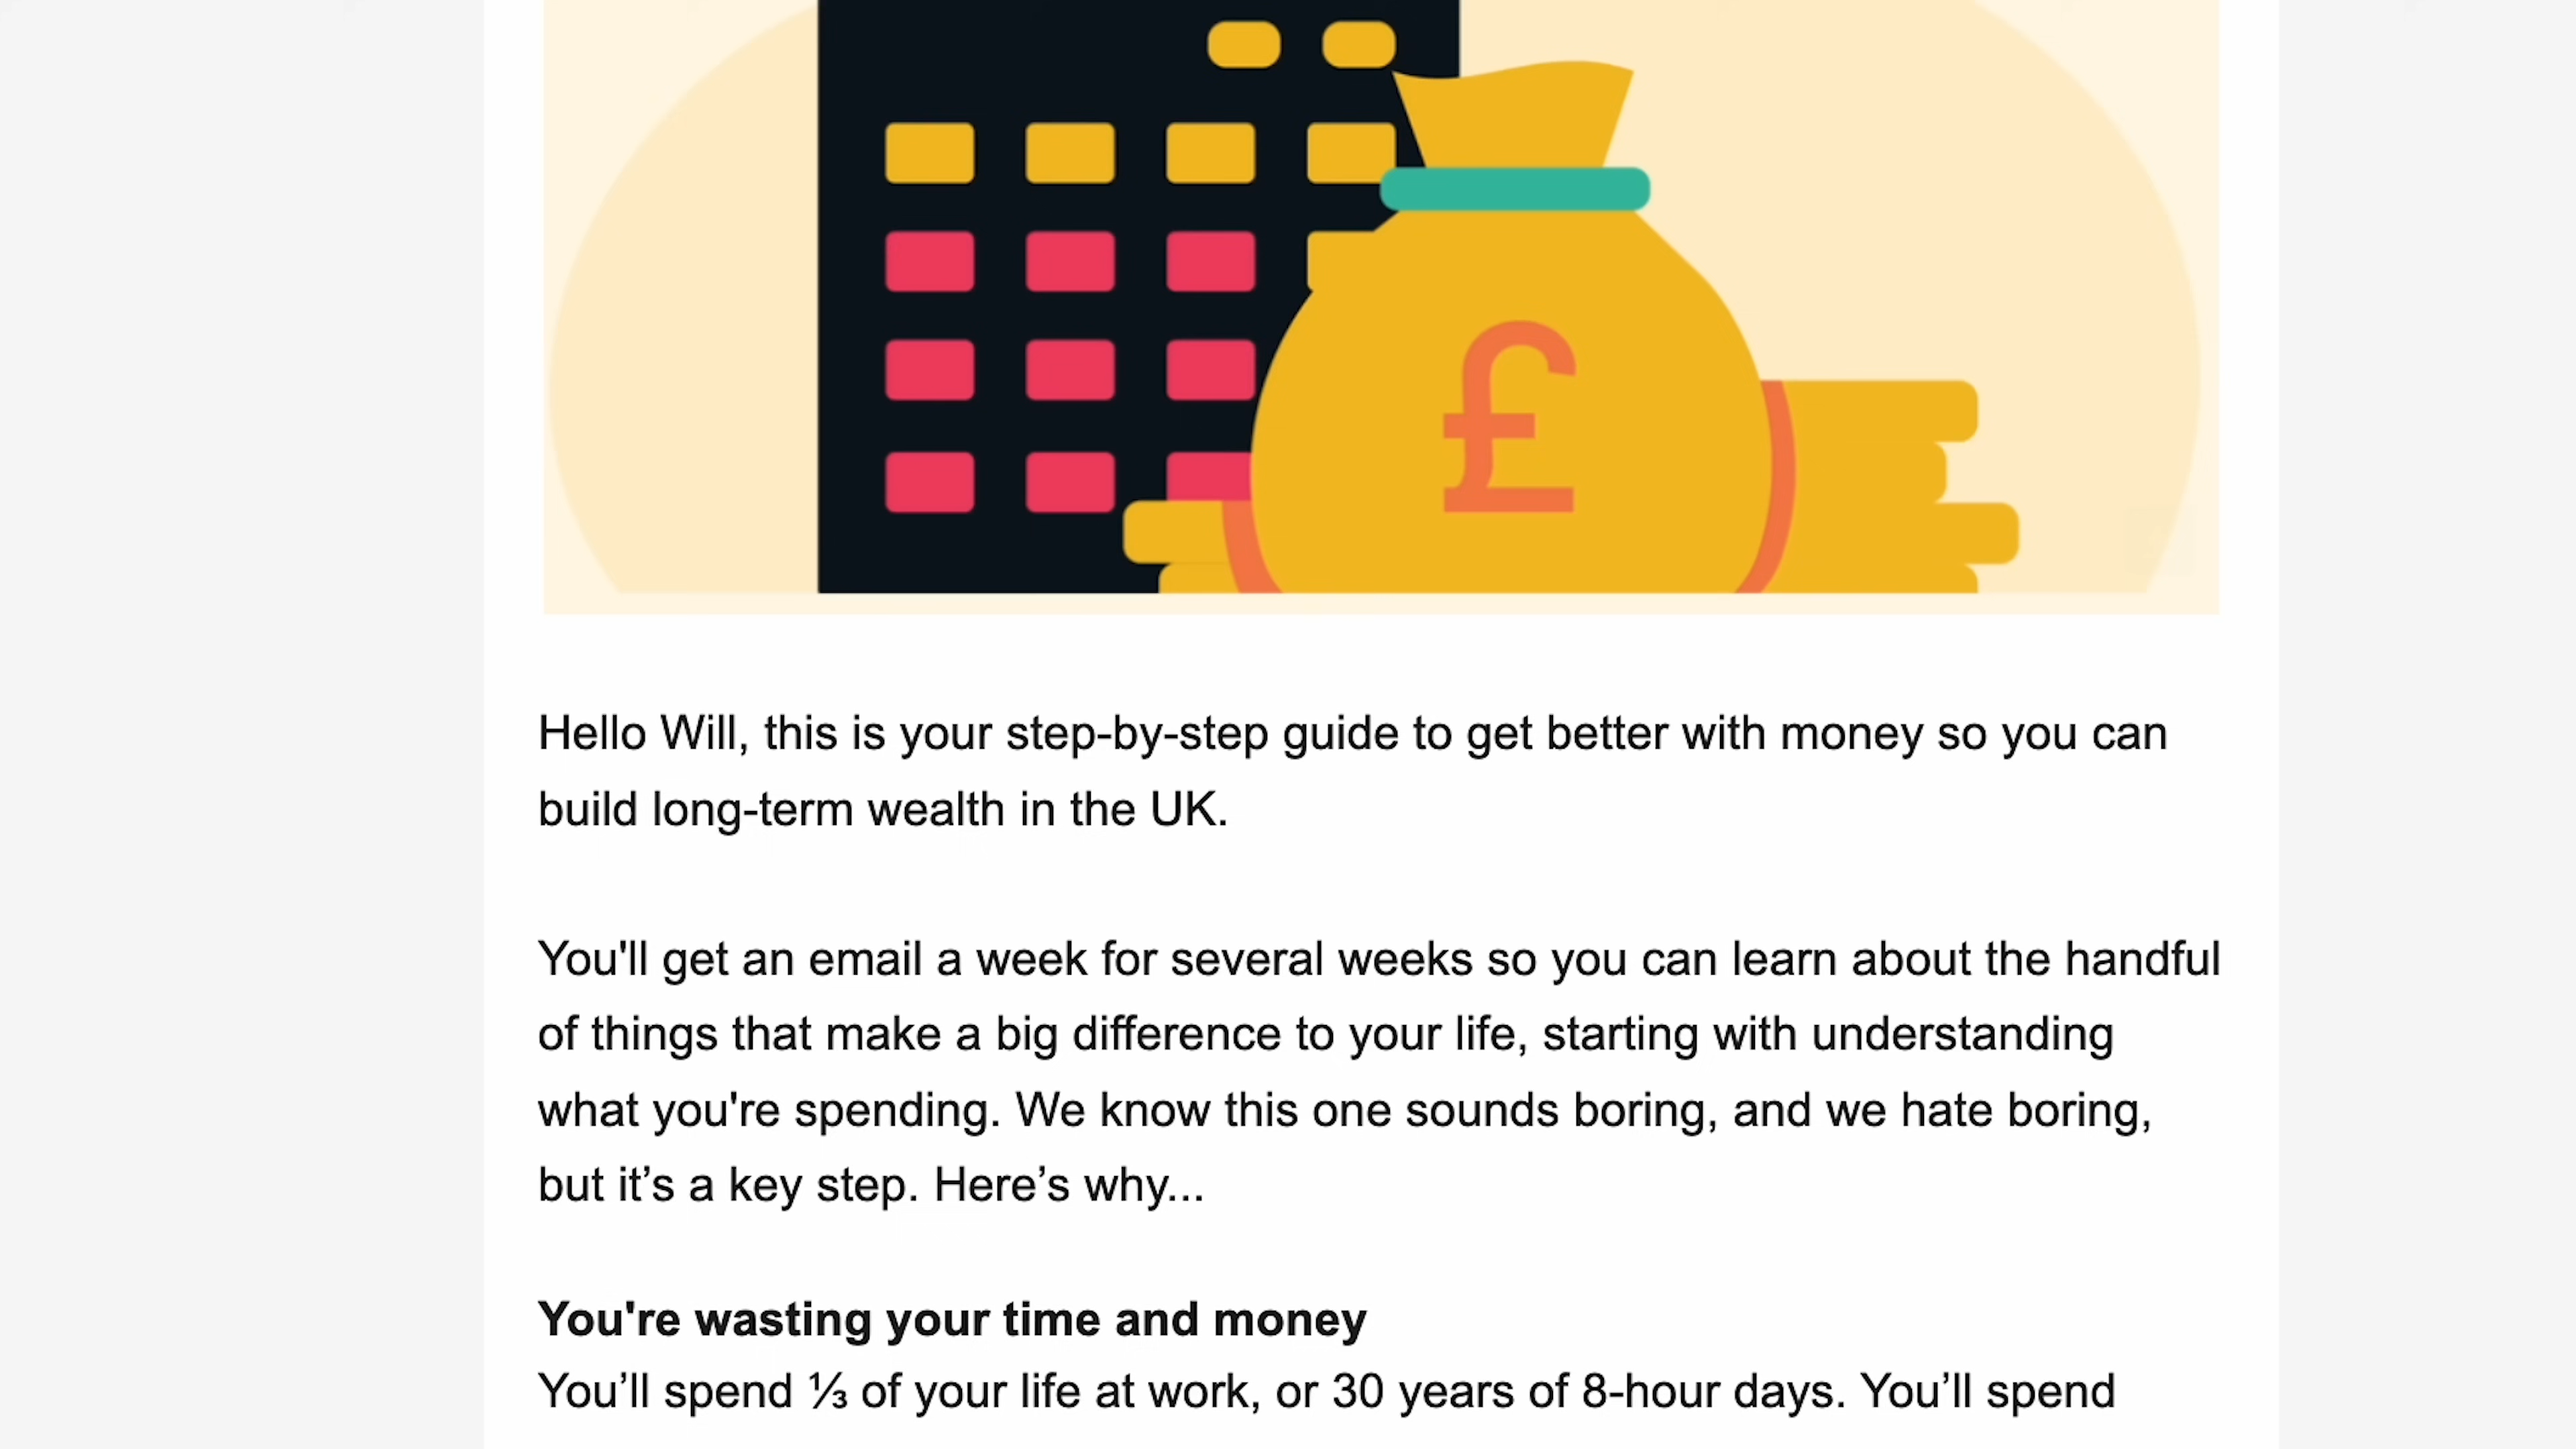 £
Hello Will, this is your step-by-step guide to get better with money so you can
build long-term wealth in the UK.
You'll get an email a week for several weeks so you can learn about the handful
of things that make a big difference to your life, starting with understanding
what you're spending. We know this one sounds boring, and we hate boring,
but it’s a key step. Here’s why...
You're wasting your time and money
You’ll spend ⅓ of your life at work, or 30 years of 8-hour days. You’ll spend